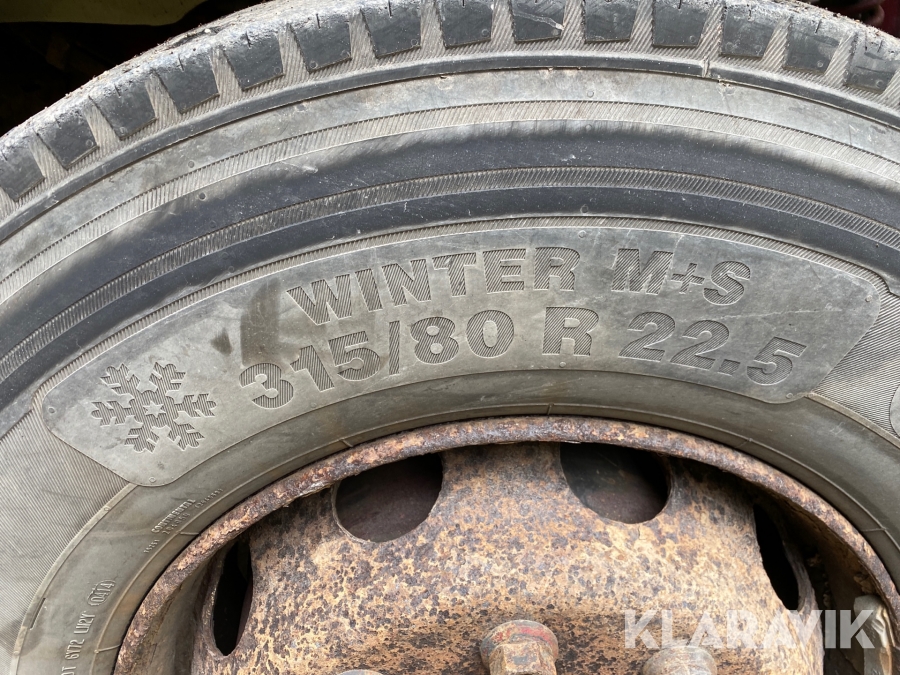 WINTER M+S
315/80 R 22.5
KLARAVIK